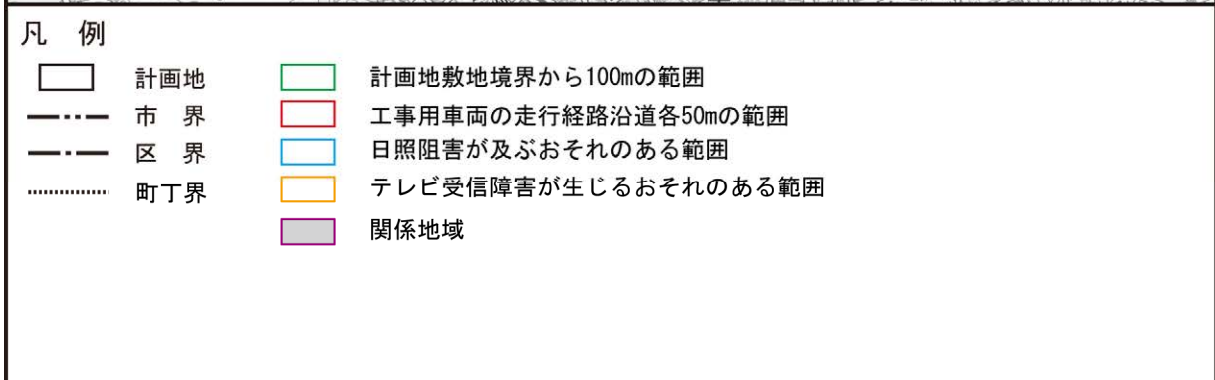 凡 例
計画地 計画地敷地境界から100mの範囲
市 界 工事用車両の走行経路沿道各50mの範囲
区 界 日照阻害が及ぶおそれのある範囲
町丁界 テレビ受信障害が生じるおそれのある範囲
関係地域